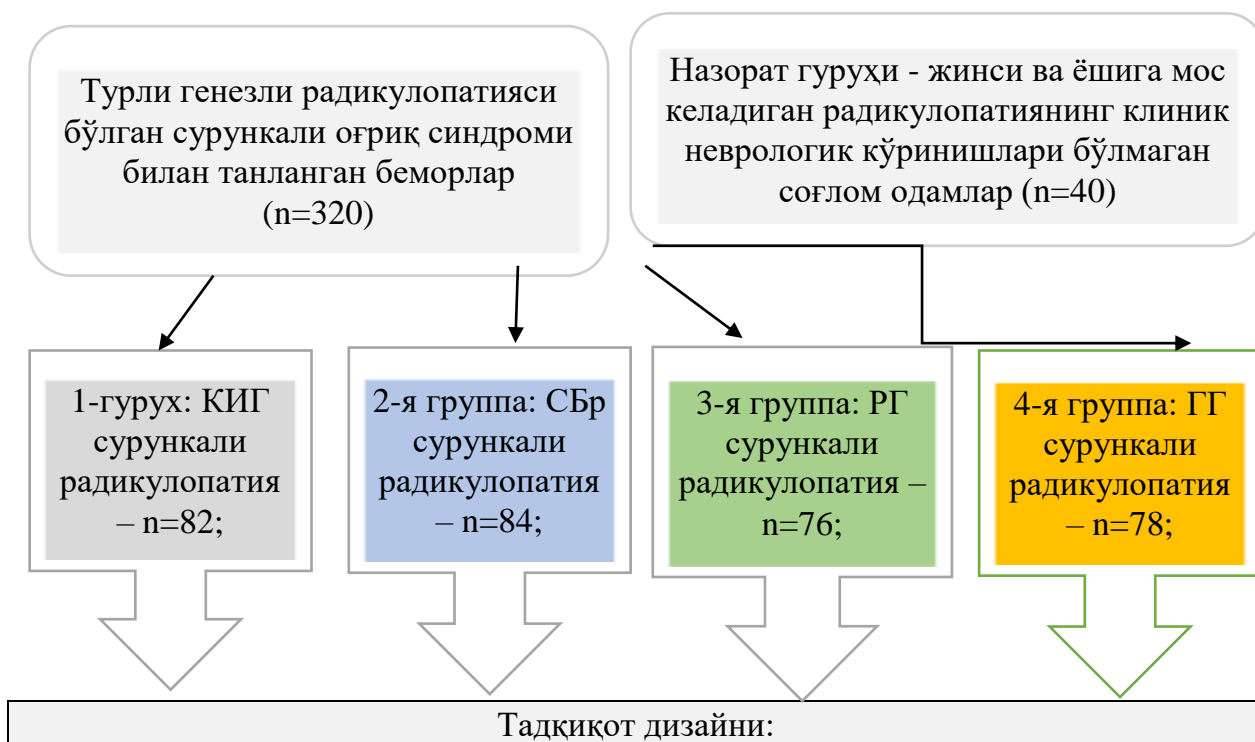 Турли генезли радикулопатияси
бўлган сурункали оғриқ синдроми
билан танланган беморлар
(n=320)
Назорат гуруҳи - жинси ва ёшига мос
келадиган радикулопатиянинг клиник
неврологик кўринишлари бўлмаган
соғлом одамлар (n=40)
1-гурух: КИГ
сурункали
радикулопатия
– n=82;
2-я группа: СБр
сурункали
радикулопатия
– n=84;
3-я группа: РГ
сурункали
радикулопатия –
n=76;
4-я группа: ГГ
сурункали
радикулопатия
– n=78;
Тадқиқот дизайни: